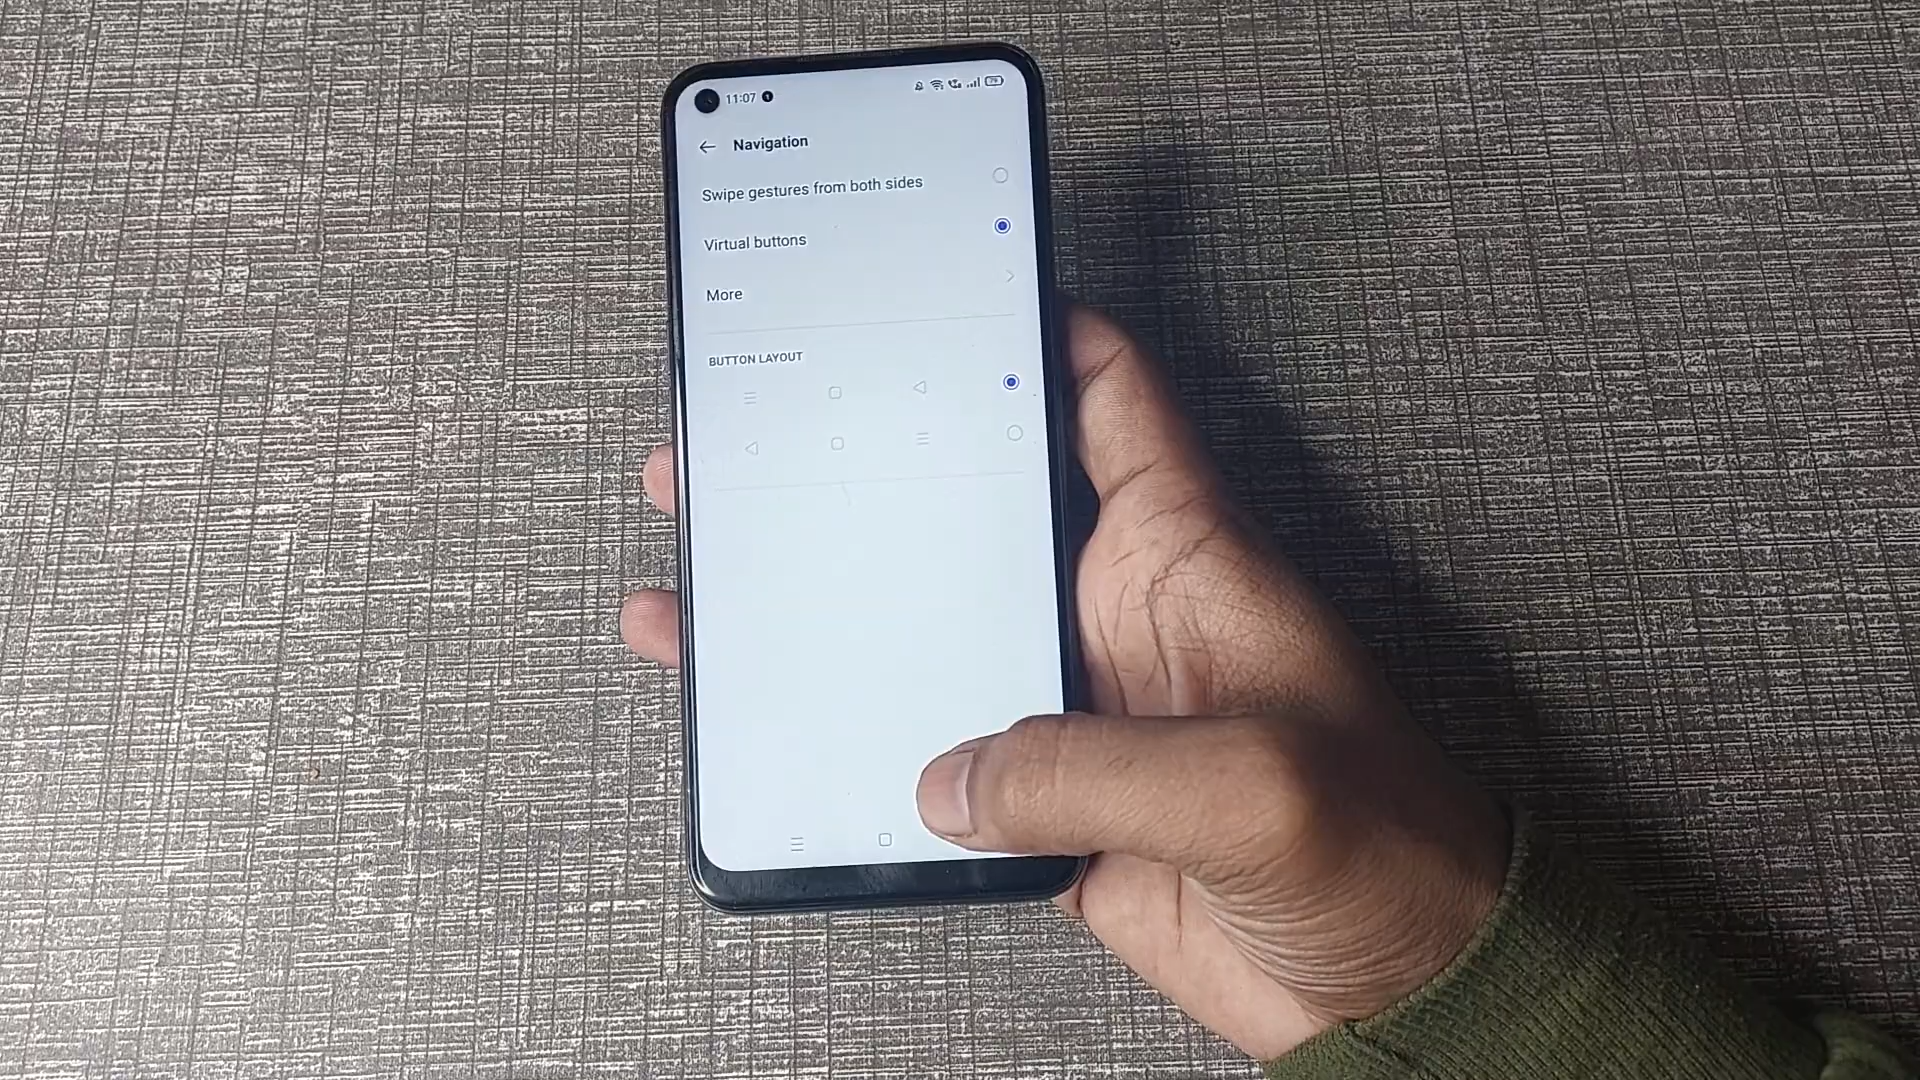 11:07
Navigation
Swipe gestures from both sides
Virtual buttons
More
BUTTON LAYOUT